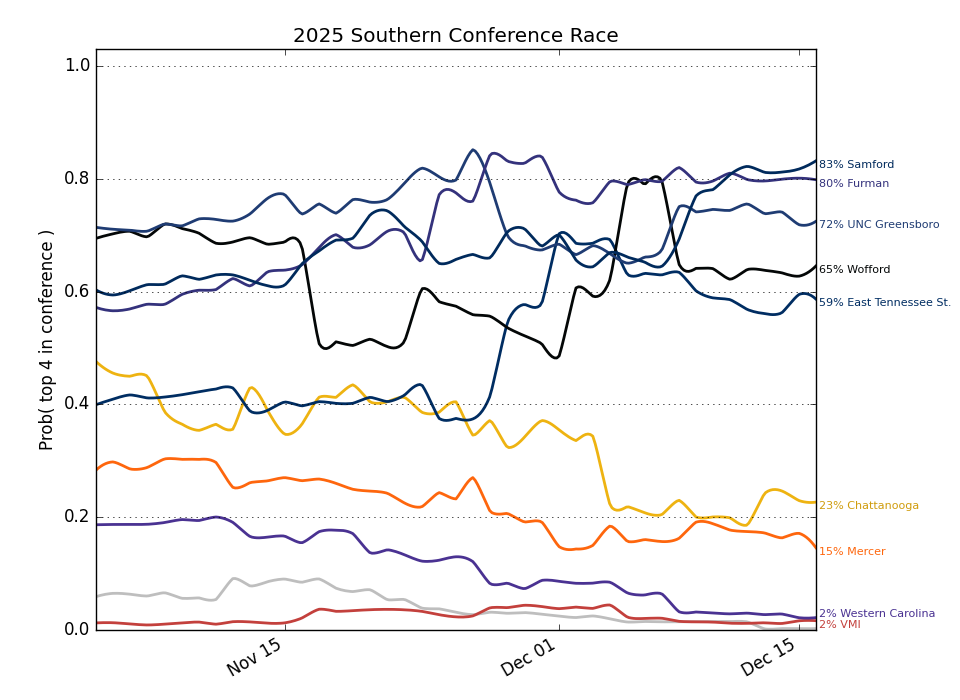 2025 Southern Conference Race
Prob( top 4 in conference )
1.0
0.8
0.6
0.4
0.2
0.0
Nov 15
Dec 01
Dec 15
83% Samford
80% Furman
72% UNC Greensboro
65% Wofford
59% East Tennessee St.
23% Chattanooga
15% Mercer
2% Western Carolina
2% VMI